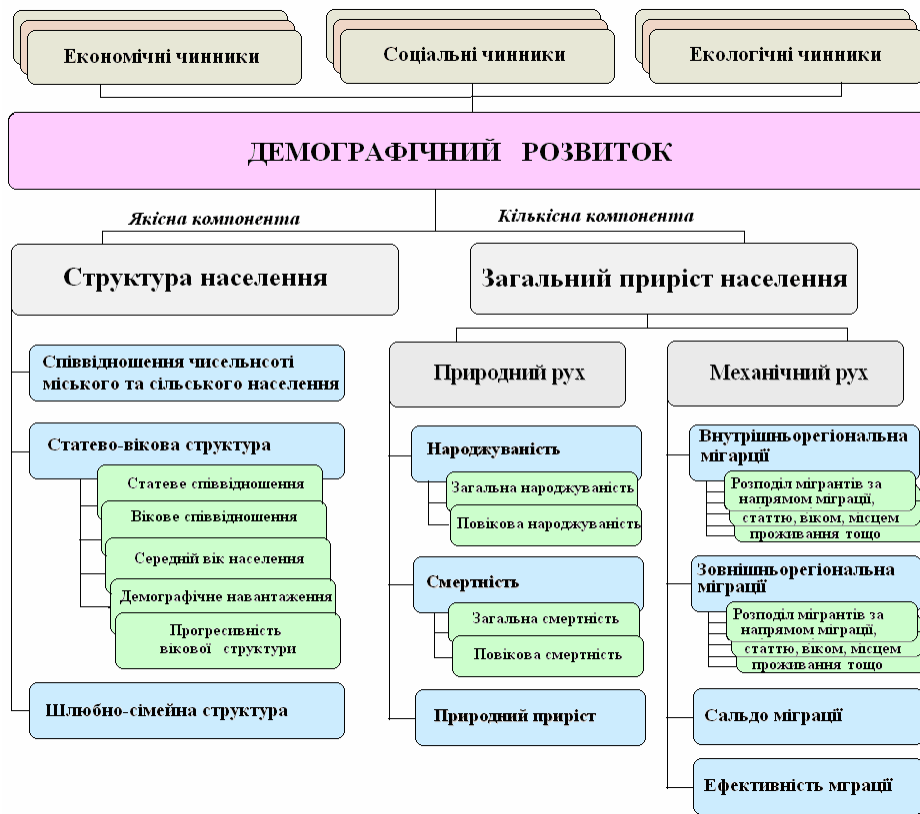 Економічні чинники
Соціальні чинники
Екологічні чинники
ДЕМОГРАФІЧНИЙ РОЗВИТОК
Якісна компонента
Кількісна компонента
Структура населення
Загальний приріст населення
Співвідношення чисельнсоті
міського та сільського населення
Статево-вікова структура
Статеве співвідношення
Вікове співвідношення
Середній вік населення
Демографічне навантаження
Прогресивність
вікової структури
Шлюбно-сімейна структура
Природний рух
Народжуваність
Загальна народжуваність
Повікова народжуваність
Смертність
Загальна смертність
Повікова смертність
Природний приріст
Механічний рух
Внутрішньорегіональна
мігарції
Розподіл мігрантів за
напрямом міграції,
статтю, віком, місцем
проживання тощо
Зовнішньорегіональна
міграції
Розподіл мігрантів за
напрямом міграції,
статтю, віком, місцем
проживання тощо
Сальдо міграції
Ефективність мграції